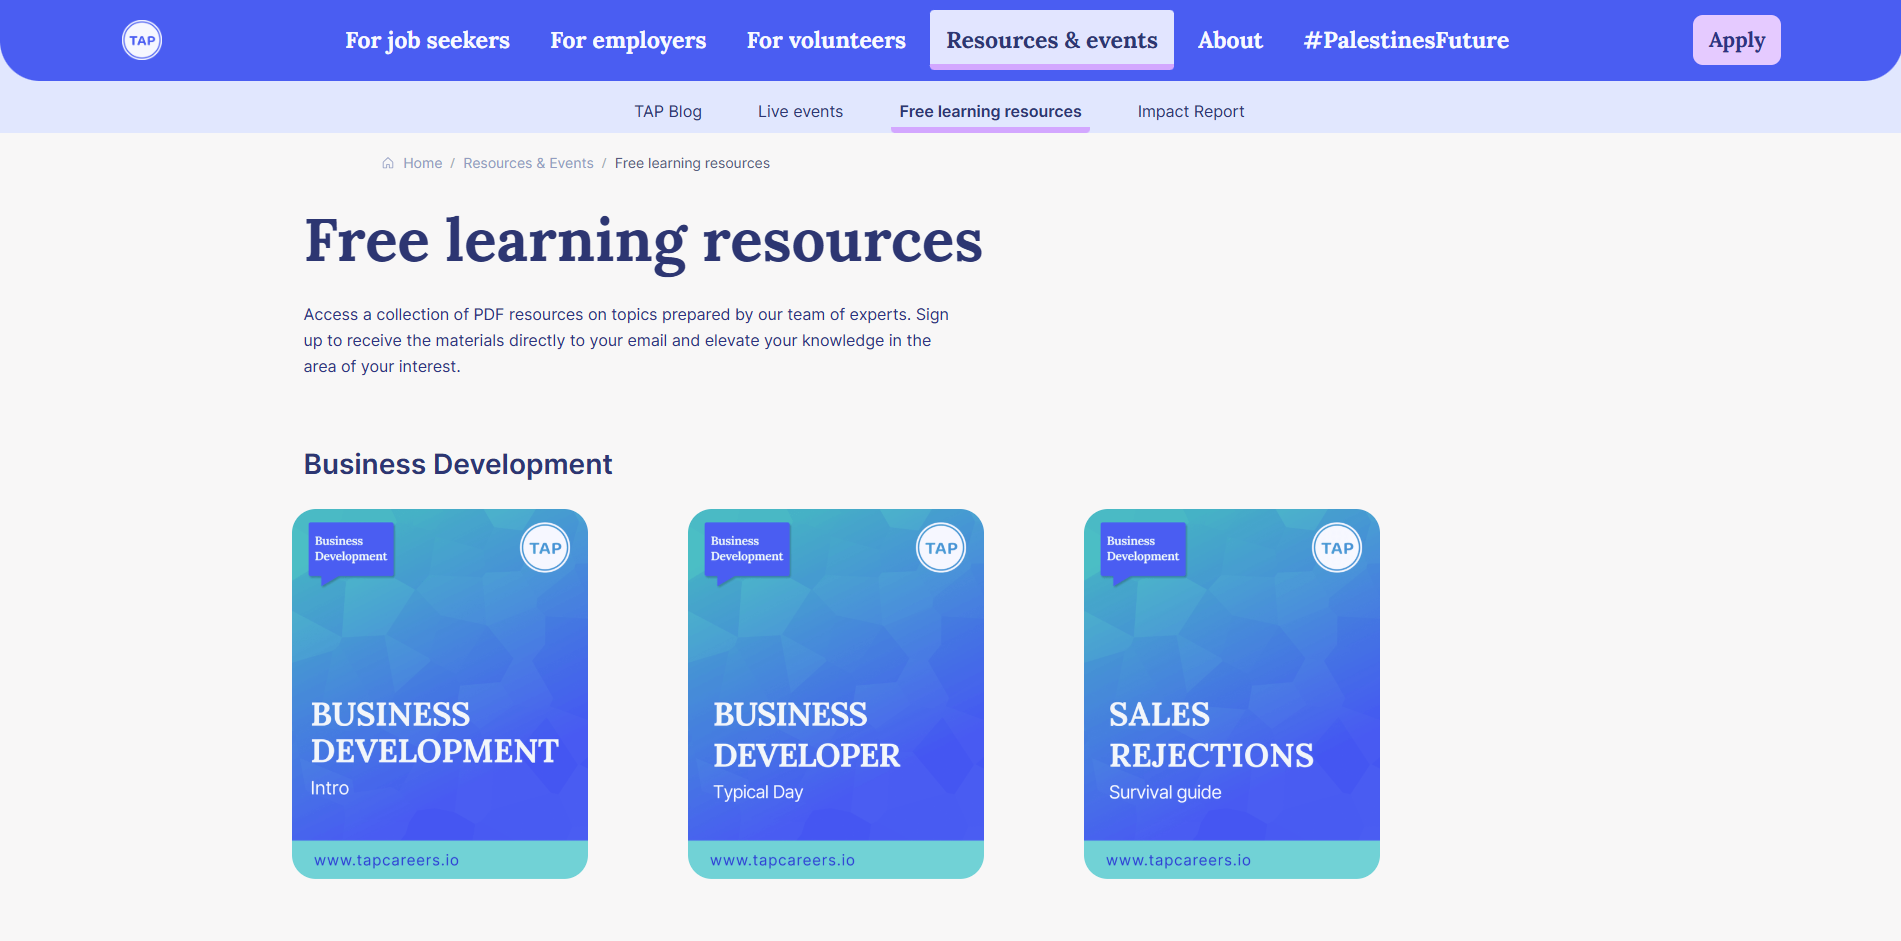 TAP
For job seekers
For employers
For volunteers
Resources & events
About
#PalestinesFuture
Apply
TAP Blog
Live events
Free learning resources
Impact Report
Home / Resources & Events / Free learning resources
Free learning resources
Access a collection of PDF resources on topics prepared by our team of experts. Sign
up to receive the materials directly to your email and elevate your knowledge in the
area of your interest.
Business Development
Business
Development
TAP
BUSINESS
DEVELOPMENT
Intro
www.tapcareers.io
Business
Development
TAP
BUSINESS
DEVELOPER
Typical Day
www.tapcareers.io
Business
Development
TAP
SALES
REJECTIONS
Survival guide
www.tapcareers.io